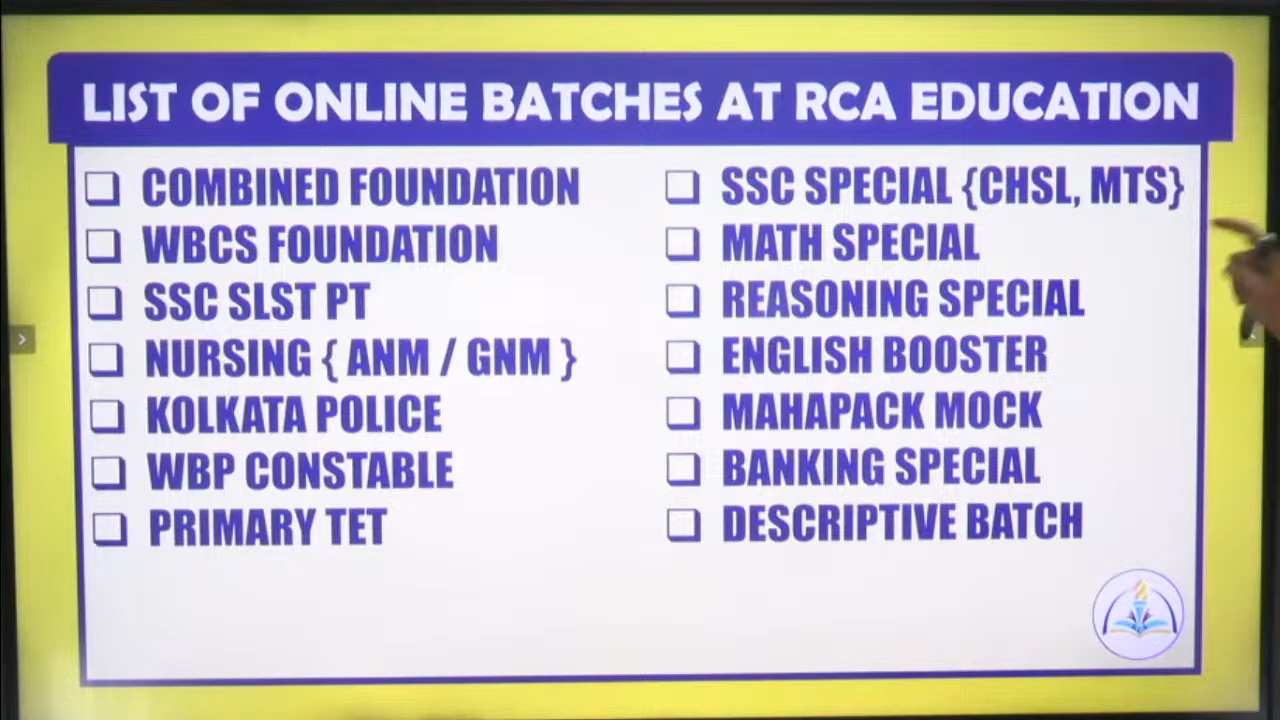 LIST OF ONLINE BATCHES AT RCA EDUCATION
COMBINED FOUNDATION
WBCS FOUNDATION
SSC SLST PT
NURSING { ANM / GNM }
KOLKATA POLICE
WBP CONSTABLE
PRIMARY TET
SSC SPECIAL {CHSL, MTS}
MATH SPECIAL
REASONING SPECIAL
ENGLISH BOOSTER
MAHAPACK MOCK
BANKING SPECIAL
DESCRIPTIVE BATCH